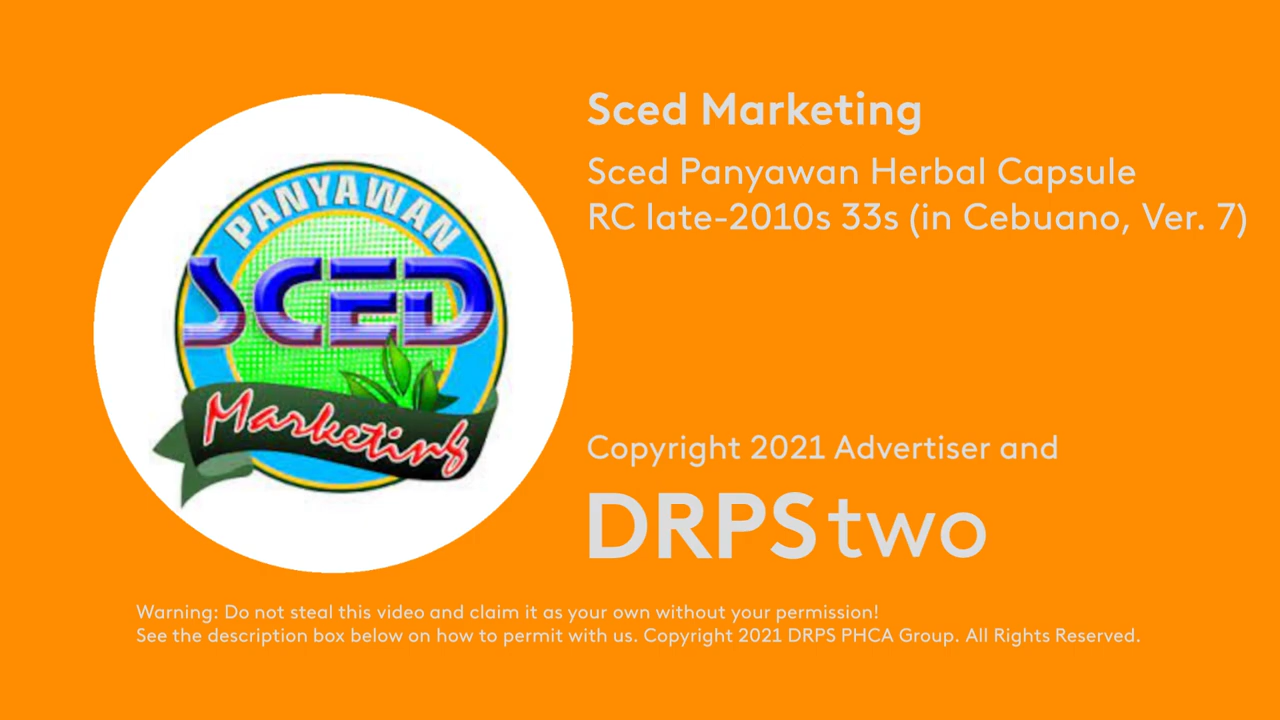 PANYAWAN
SCED
Marketing
Sced Marketing
Sced Panyawan Herbal Capsule
RC late-2010s 33s (in Cebuano, Ver. 7)
Copyright 2021 Advertiser and
DRPS two
Warning: Do not steal this video and claim it as your own without your permission!
See the description box below on how to permit with us. Copyright 2021 DRPS PHCA Group. All Rights Reserved.